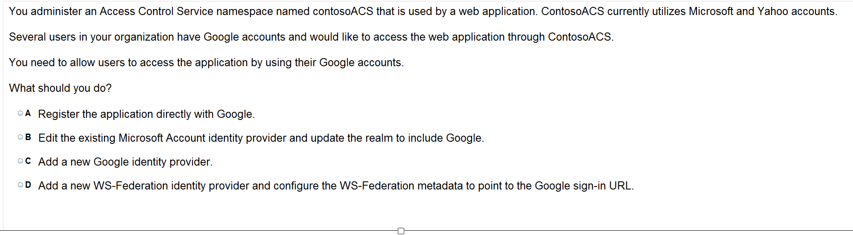 You administer an Access Control Service namespace named contosoACS that is used by a web application. ContosoACS currently utilizes Microsoft and Yahoo accounts.
Several users in your organization have Google accounts and would like to access the web application through ContosoACS.
You need to allow users to access the application by using their Google accounts.
What should you do?
A Register the application directly with Google.
B Edit the existing Microsoft Account identity provider and update the realm to include Google.
C Add a new Google identity provider.
D Add a new WS-Federation identity provider and configure the WS-Federation metadata to point to the Google sign-in URL.